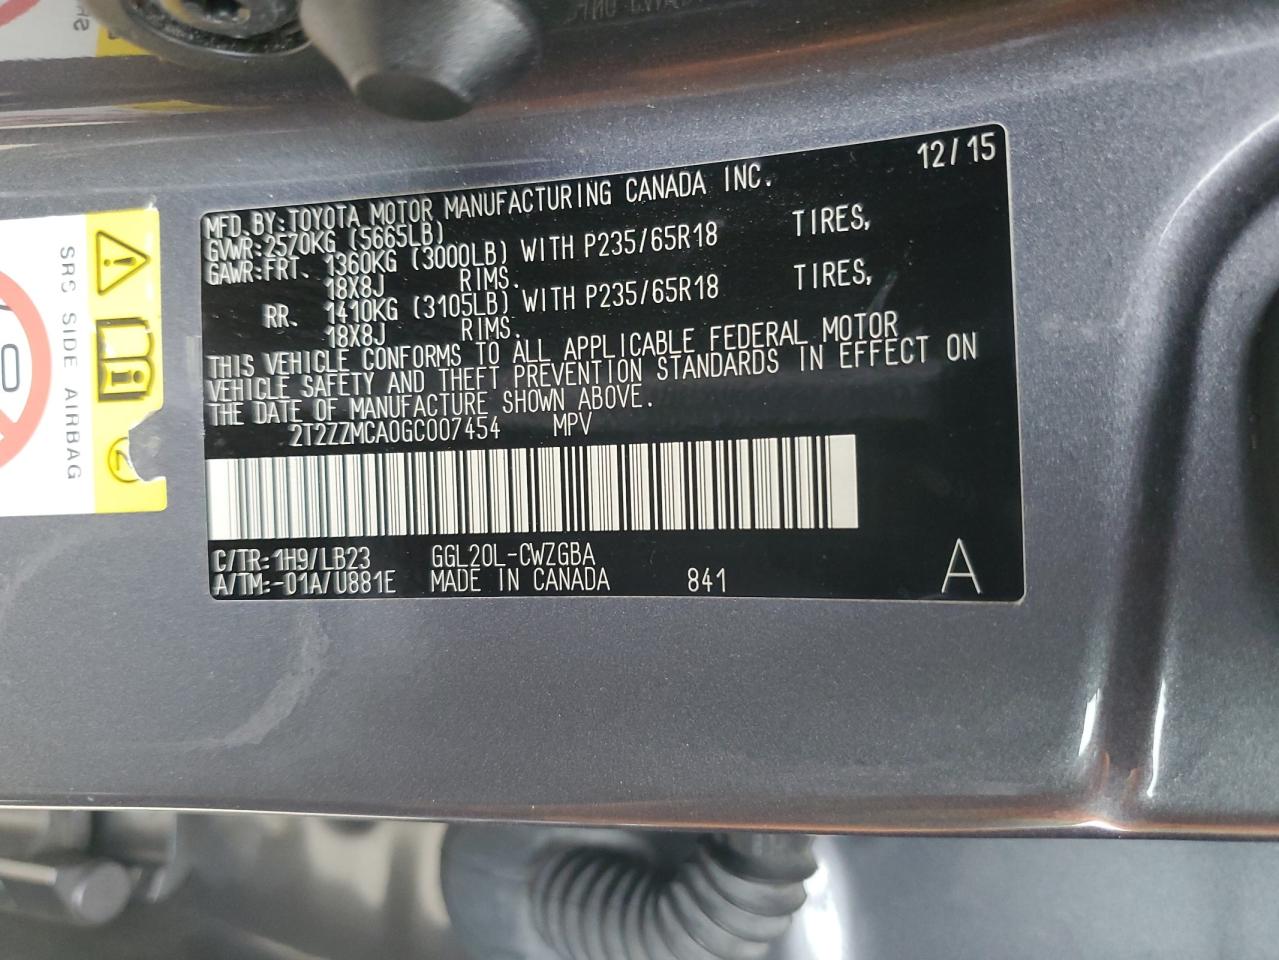 12/15
MFD.BY:TOYOTA MOTOR MANUFACTURING CANADA INC.
GVWR:2570KG (5665LB)
GAWR:FRT. 1360KG (3000LB) WITH P235/65R18 TIRES,
18X8J RIMS.
RR. 1410KG (3105LB) WITH P235/65R18 TIRES,
18X8J RIMS.
THIS VEHICLE CONFORMS TO ALL APPLICABLE FEDERAL MOTOR
VEHICLE SAFETY AND THEFT PREVENTION STANDARDS IN EFFECT ON
THE DATE OF MANUFACTURE SHOWN ABOVE.
2T2ZZMCA0GC007454 MPV
C/TR:1H9/LB23 GGL20L-CWZGBA
A/TM:-01A/U881E MADE IN CANADA 841 A
SRS SIDE AIRBAG